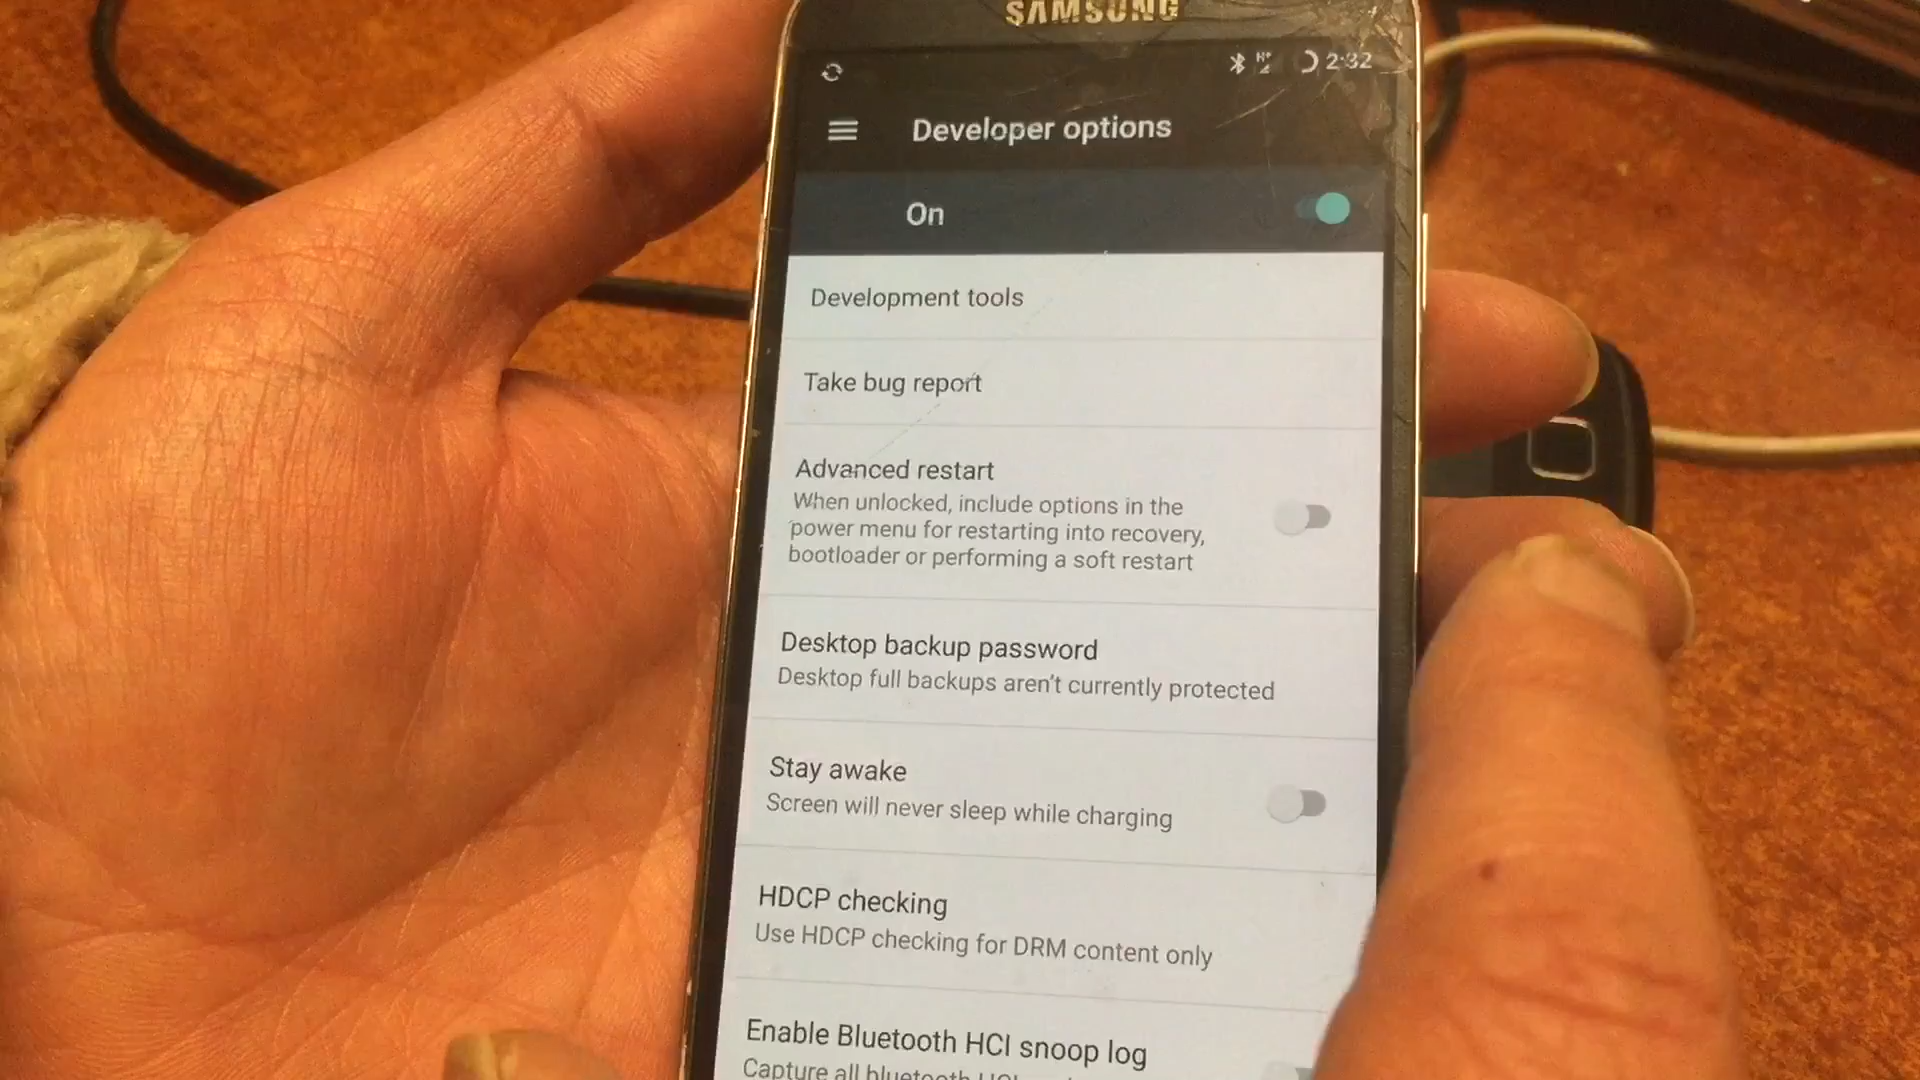 SAMSUNG
2:32
Developer options
On
Development tools
Take bug report
Advanced restart
When unlocked, include options in the
power menu for restarting into recovery,
bootloader or performing a soft restart
Desktop backup password
Desktop full backups aren't currently protected
Stay awake
Screen will never sleep while charging
HDCP checking
Use HDCP checking for DRM content only
Enable Bluetooth HCI snoop log
Capture all bluetooth HCI